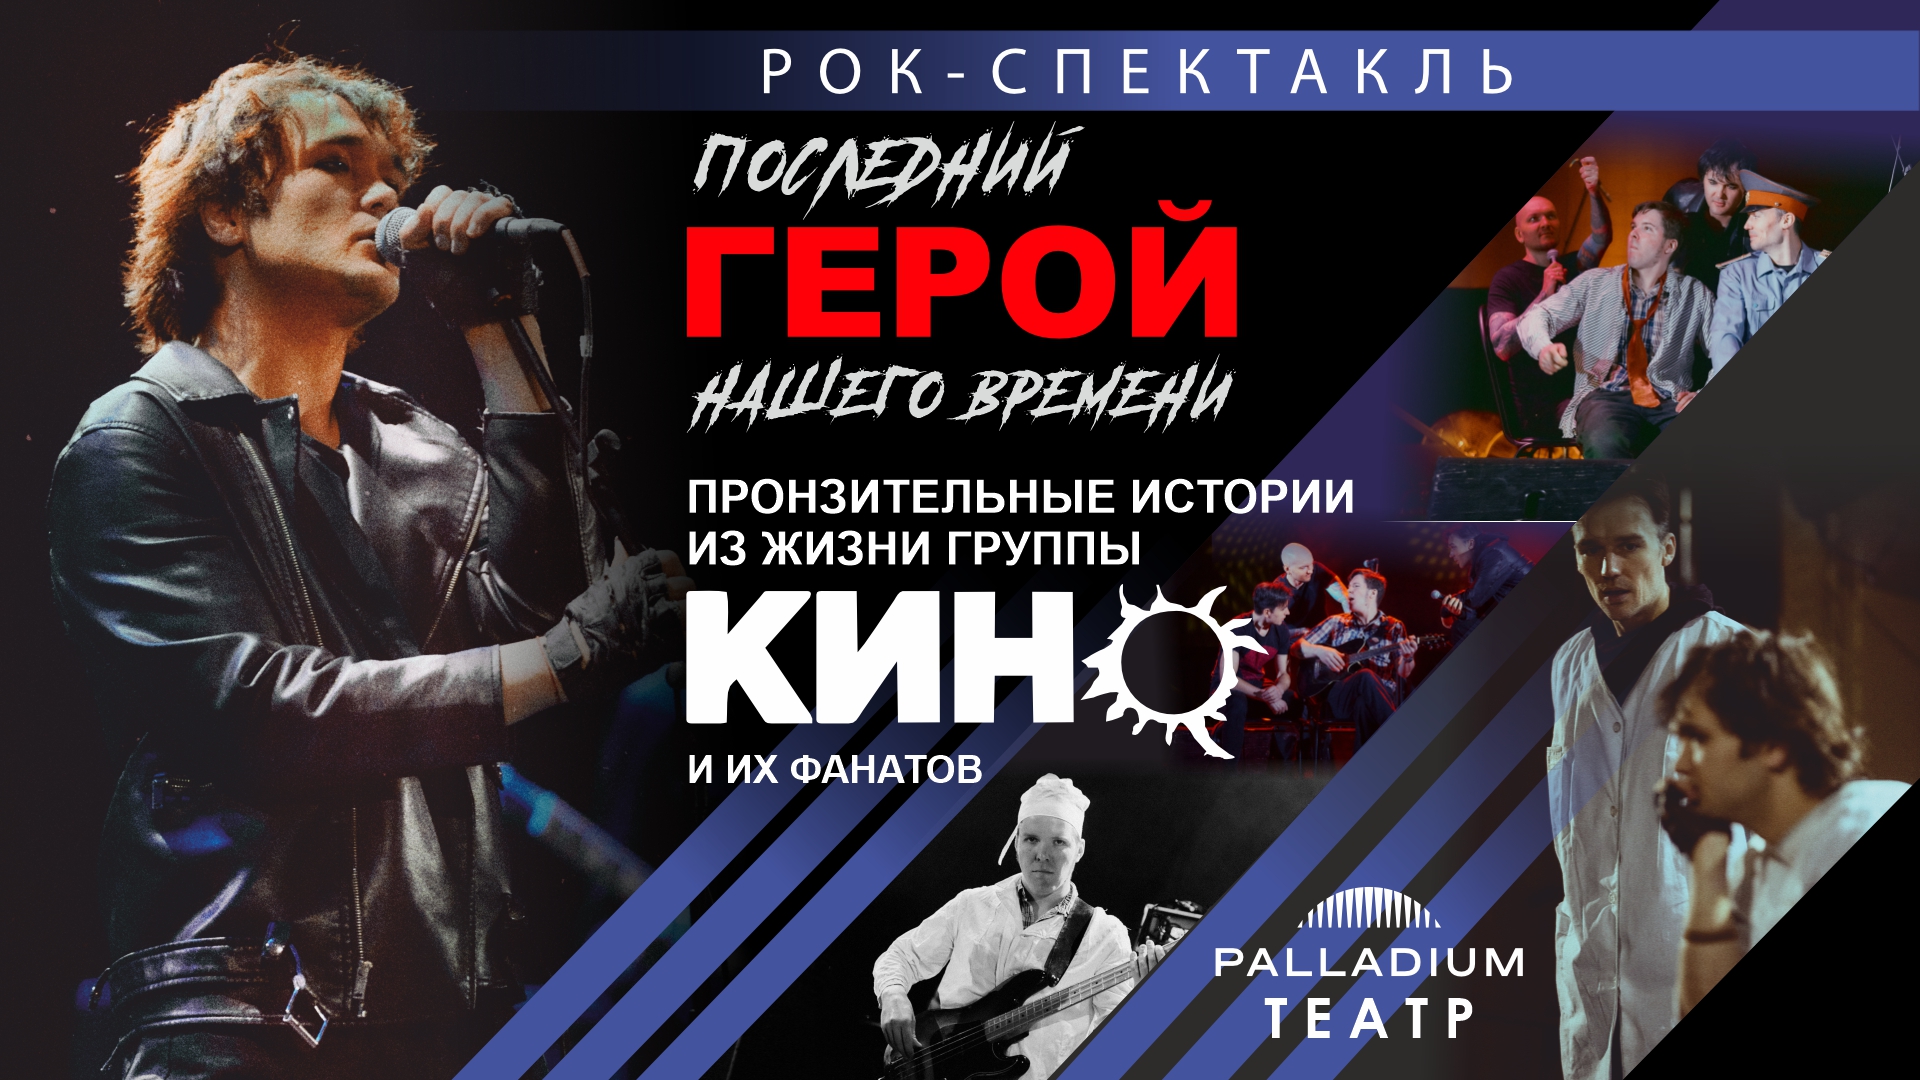 РОК-СПЕКТАКЛЬ
ПОСЛЕДНИЙ
ГЕРОЙ
НАШЕГО ВРЕМЕНИ
ПРОНЗИТЕЛЬНЫЕ ИСТОРИИ
ИЗ ЖИЗНИ ГРУППЫ
КИНО
И ИХ ФАНАТОВ
PALLADIUM
ТЕАТР